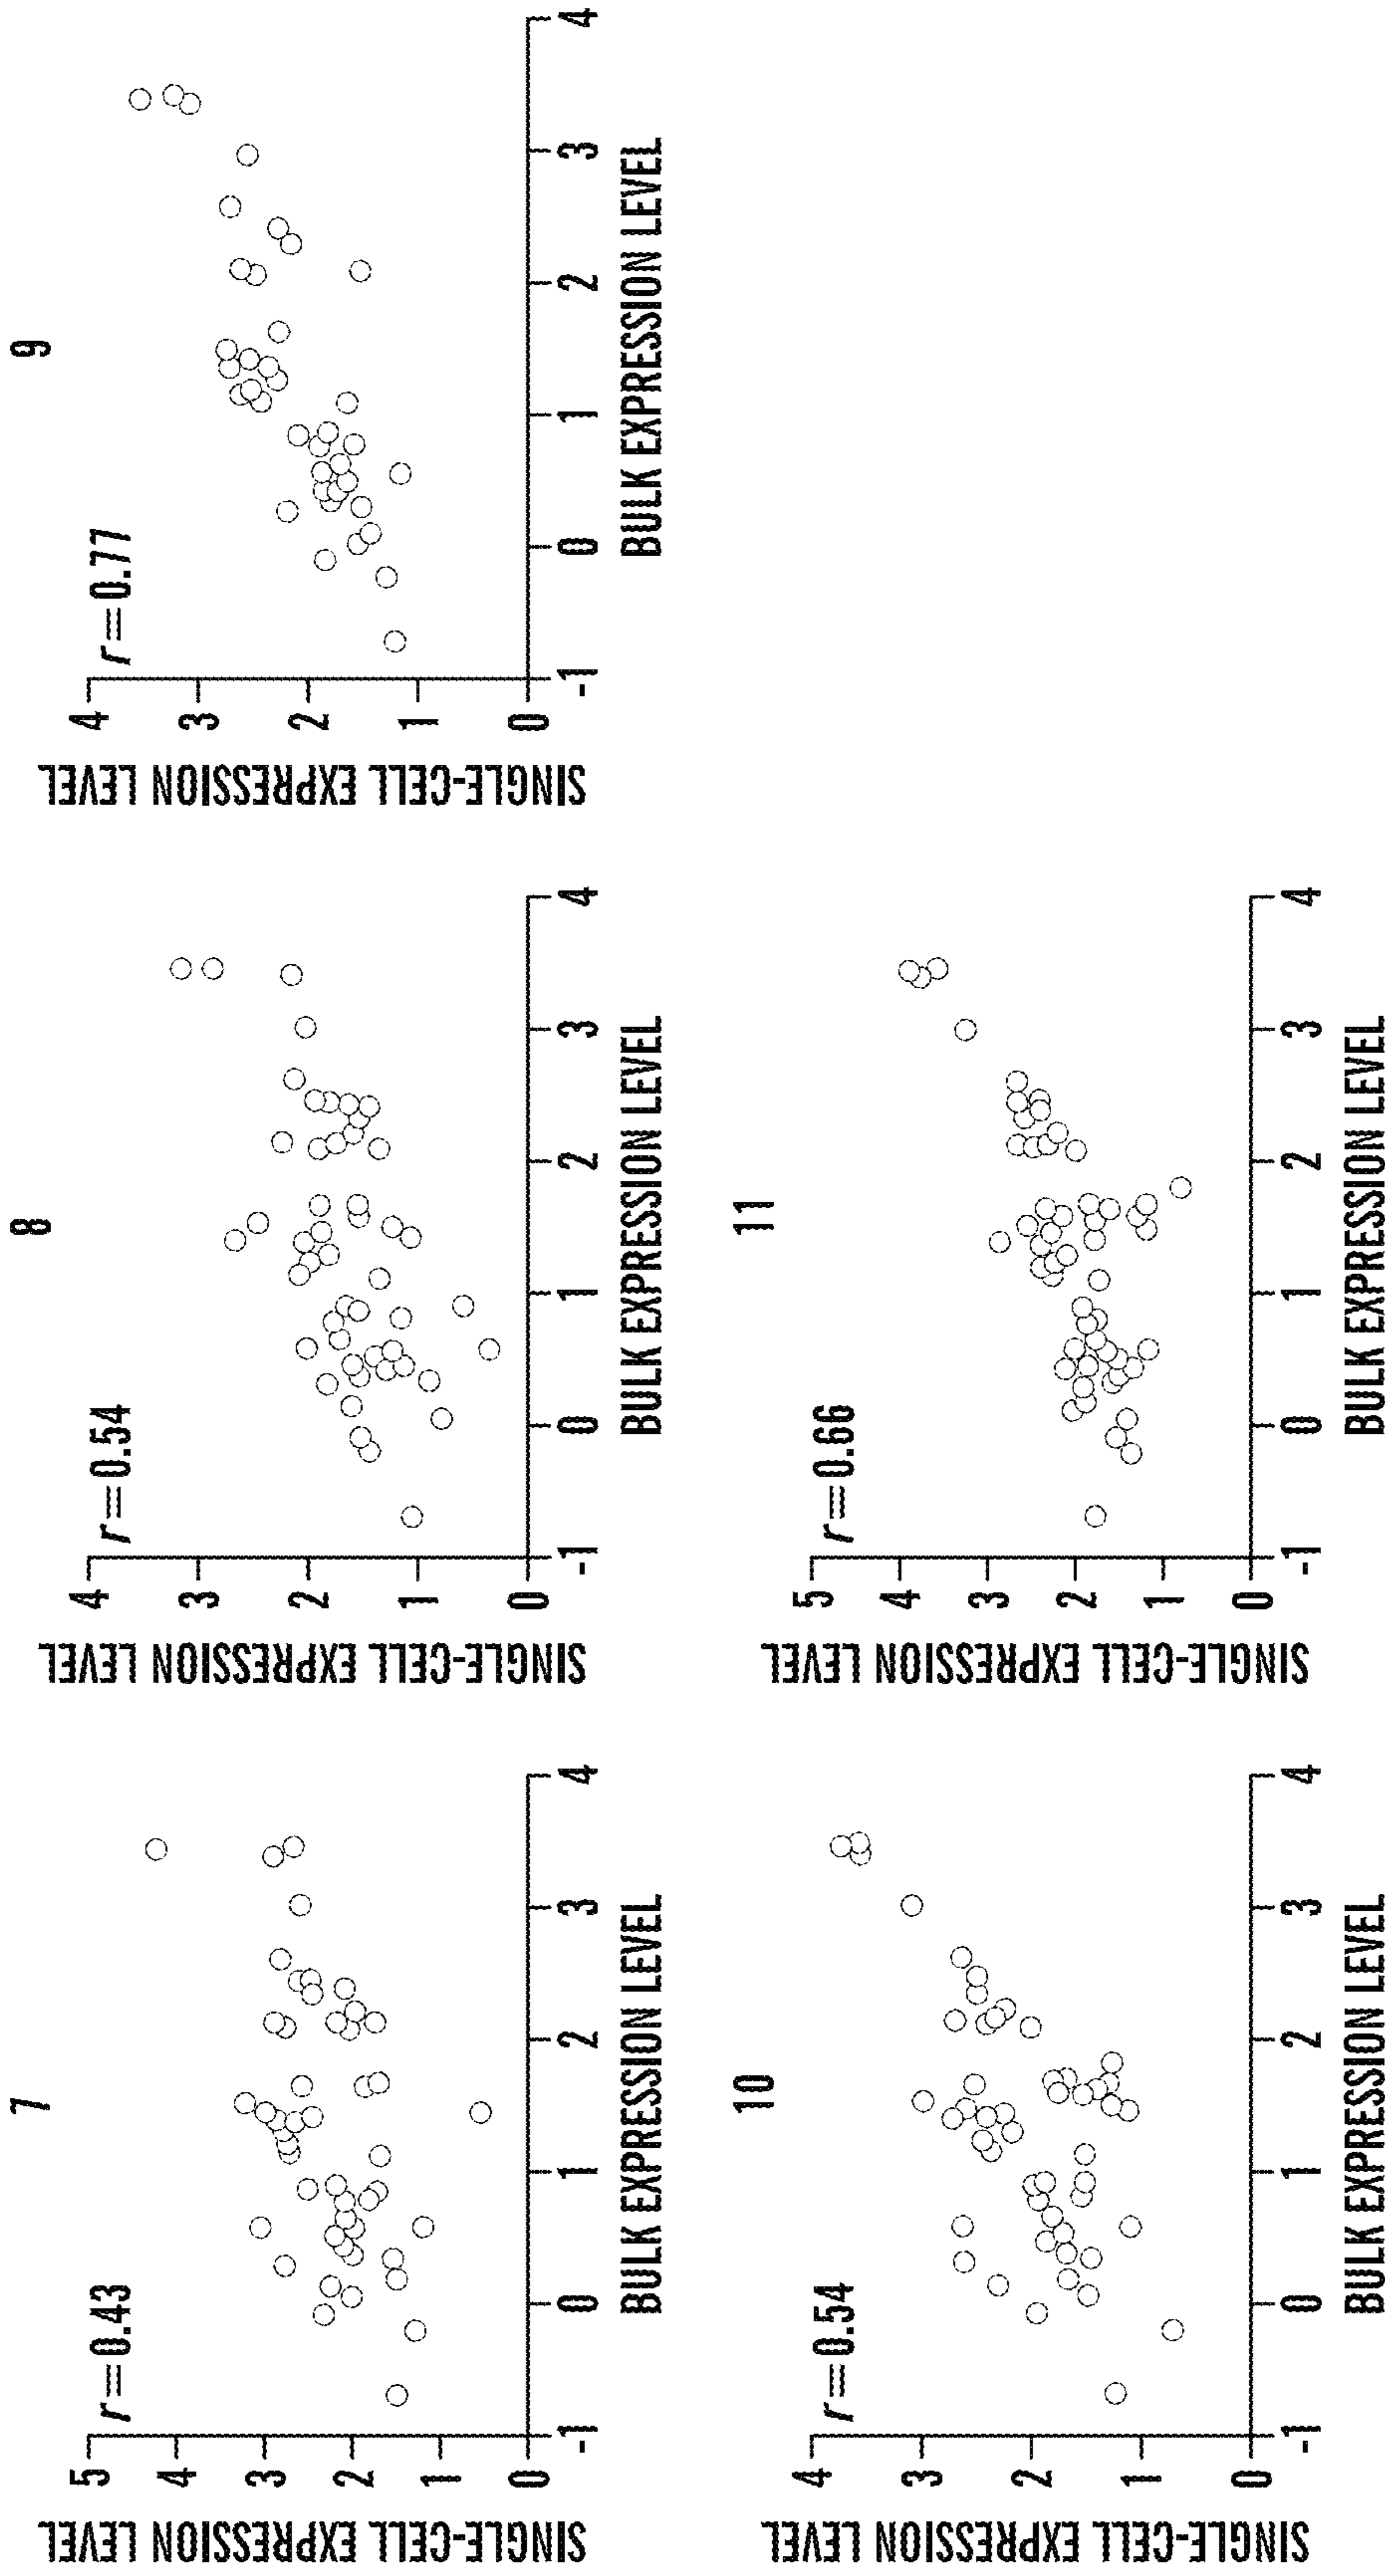 7
r=0.43
SINGLE-CELL EXPRESSION LEVEL
5
4
3
2
1
0
-1 0 1 2 3 4
BULK EXPRESSION LEVEL
8
r=0.54
SINGLE-CELL EXPRESSION LEVEL
4
3
2
1
0
-1 0 1 2 3 4
BULK EXPRESSION LEVEL
9
r=0.77
SINGLE-CELL EXPRESSION LEVEL
4
3
2
1
0
-1 0 1 2 3 4
BULK EXPRESSION LEVEL
10
r=0.54
SINGLE-CELL EXPRESSION LEVEL
4
3
2
1
0
-1 0 1 2 3 4
BULK EXPRESSION LEVEL
11
r=0.66
SINGLE-CELL EXPRESSION LEVEL
5
4
3
2
1
0
-1 0 1 2 3 4
BULK EXPRESSION LEVEL